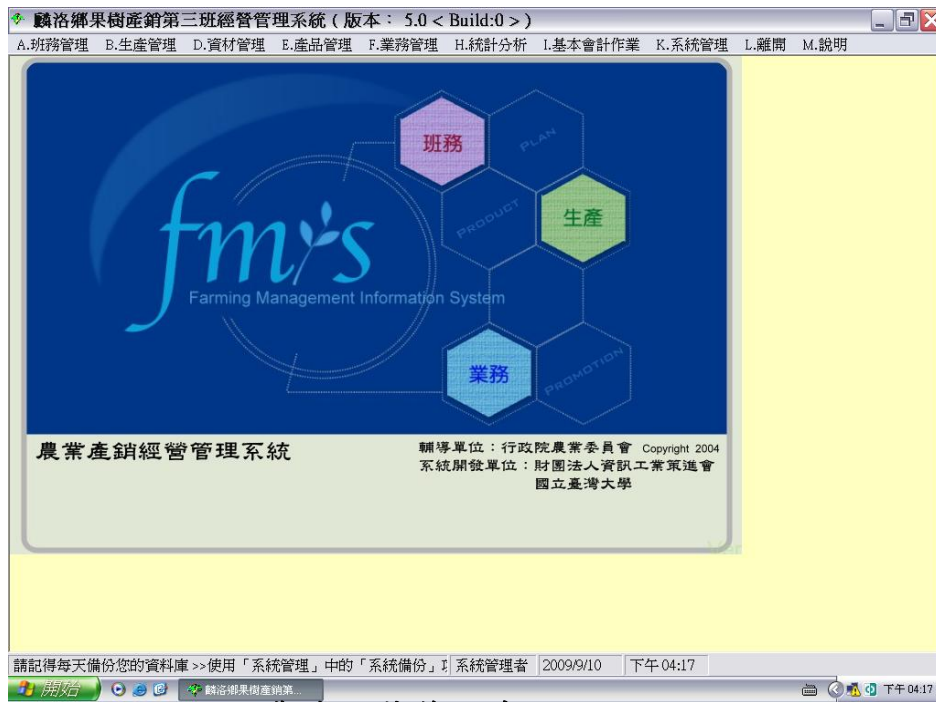 麟洛鄉果樹產銷第三班經營管理系統 ( 版本： 5.0 < Build:0 > )
A.班務管理 B.生產管理 D.資材管理 E.產品管理 F.業務管理 H.統計分析 I.基本會計作業 K.系統管理 L.離開 M.說明
班務
PLAN
PRODUCT
生產
fmis
Farming Management Information System
業務
PROMOTION
農業產銷經營管理系統
輔導單位：行政院農業委員會 Copyright 2004
系統開發單位：財團法人資訊工業策進會
國立臺灣大學
Ver
請記得每天備份您的資料庫 >>使用「系統管理」中的「系統備份」 系統管理者 2009/9/10 下午 04:17
開始 麟洛鄉果樹產銷第... 下午 04:17